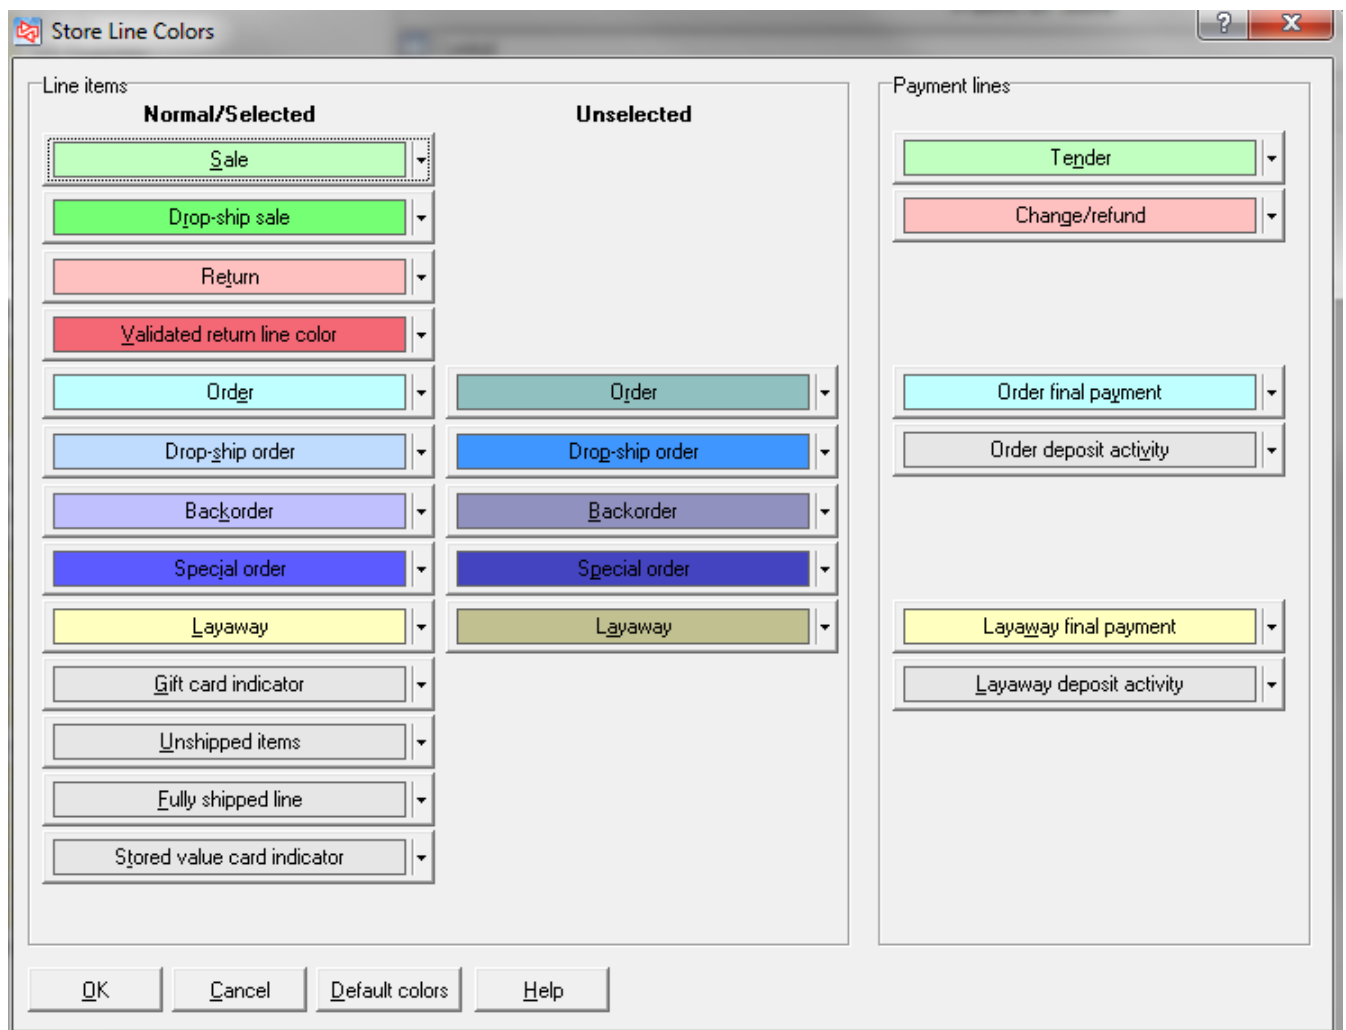 Store Line Colors
Line items
Normal/Selected
Unselected
Sale
Drop-ship sale
Return
Validated return line color
Order
Order
Drop-ship order
Drop-ship order
Backorder
Backorder
Special order
Special order
Layaway
Layaway
Gift card indicator
Unshipped items
Fully shipped line
Stored value card indicator
Payment lines
Tender
Change/refund
Order final payment
Order deposit activity
Layaway final payment
Layaway deposit activity
OK
Cancel
Default colors
Help